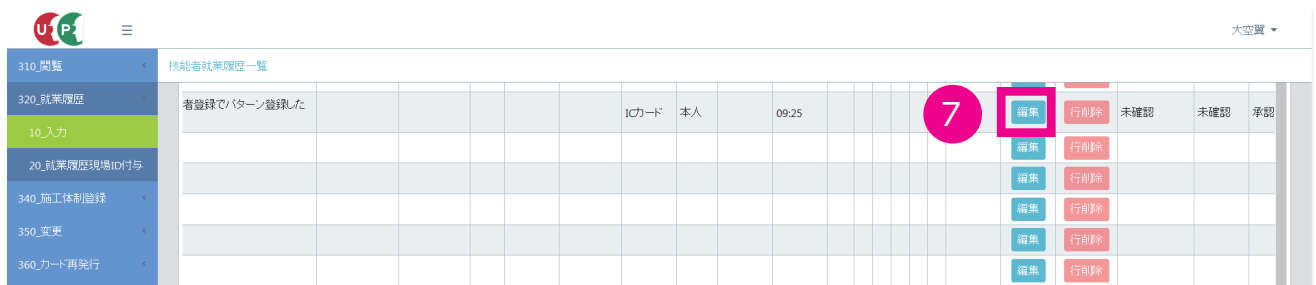 UP ☰ 大空翼 ▼
310_閲覧 技能者就業履歴一覧
320_就業履歴
者登録でパターン登録した ICカード 本人 09:25 7 編集 行削除 未確認 未確認 承認
10_入力
編集 行削除
20_就業履歴現場ID付与
編集 行削除
340_施工体制登録
編集 行削除
350_変更
編集 行削除
360_カード再発行
編集 行削除